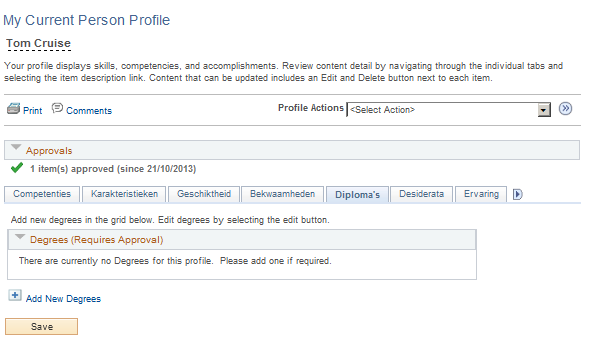 My Current Person Profile
Tom Cruise
Your profile displays skills, competencies, and accomplishments. Review content detail by navigating through the individual tabs and
selecting the item description link. Content that can be updated includes an Edit and Delete button next to each item.
Print Comments Profile Actions <Select Action>
Approvals
1 item(s) approved (since 21/10/2013)
Competenties Karakteristieken Geschiktheid Bekwaamheden Diploma's Desiderata Ervaring
Add new degrees in the grid below. Edit degrees by selecting the edit button.
Degrees (Requires Approval)
There are currently no Degrees for this profile. Please add one if required.
Add New Degrees
Save